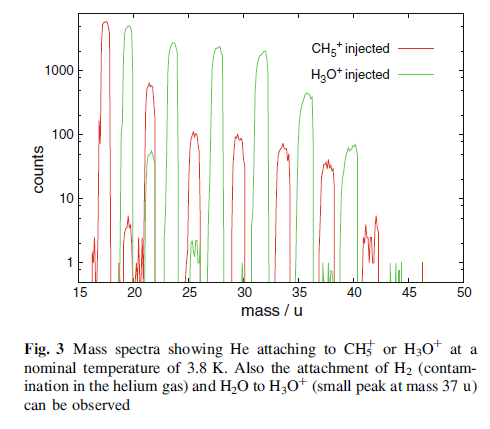 CH₅⁺ injected
H₃O⁺ injected
counts
1000
100
10
1
15 20 25 30 35 40 45 50
mass / u
Fig. 3 Mass spectra showing He attaching to CH₅⁺ or H₃O⁺ at a
nominal temperature of 3.8 K. Also the attachment of H₂ (contam-
ination in the helium gas) and H₂O to H₃O⁺ (small peak at mass 37 u)
can be observed